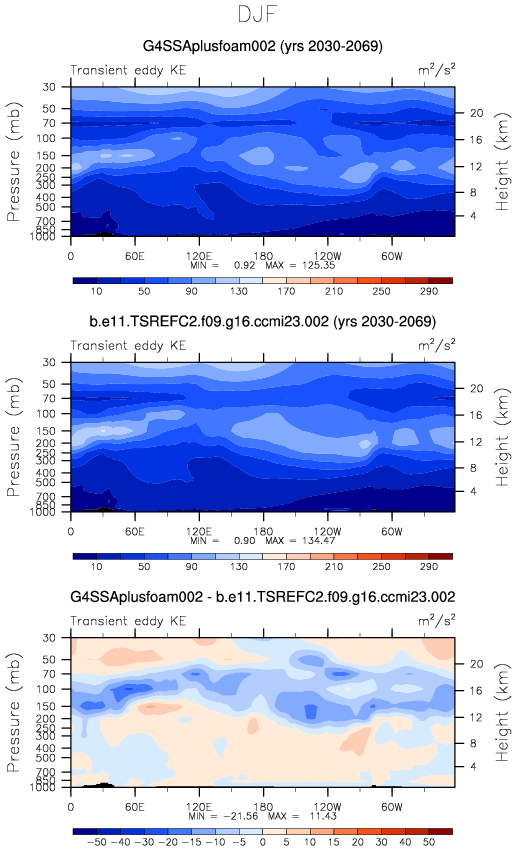 DJF
G4SSAplusfoam002 (yrs 2030-2069)
Transient eddy KE m²/s²
30
50
70
100
150
200
250
300
400
500
700
850
1000
Pressure (mb)
20
16
12
8
4
Height (km)
0 60E 120E 180 120W 60W
MIN = 0.92 MAX = 125.35
10 50 90 130 170 210 250 290
b.e11.TSREFC2.f09.g16.ccmi23.002 (yrs 2030-2069)
Transient eddy KE m²/s²
30
50
70
100
150
200
250
300
400
500
700
850
1000
Pressure (mb)
20
16
12
8
4
Height (km)
0 60E 120E 180 120W 60W
MIN = 0.90 MAX = 134.47
10 50 90 130 170 210 250 290
G4SSAplusfoam002 - b.e11.TSREFC2.f09.g16.ccmi23.002
Transient eddy KE m²/s²
30
50
70
100
150
200
250
300
400
500
700
850
1000
Pressure (mb)
20
16
12
8
4
Height (km)
0 60E 120E 180 120W 60W
MIN = −21.56 MAX = 11.43
−50 −40 −30 −20 −15 −10 −5 0 5 10 15 20 30 40 50